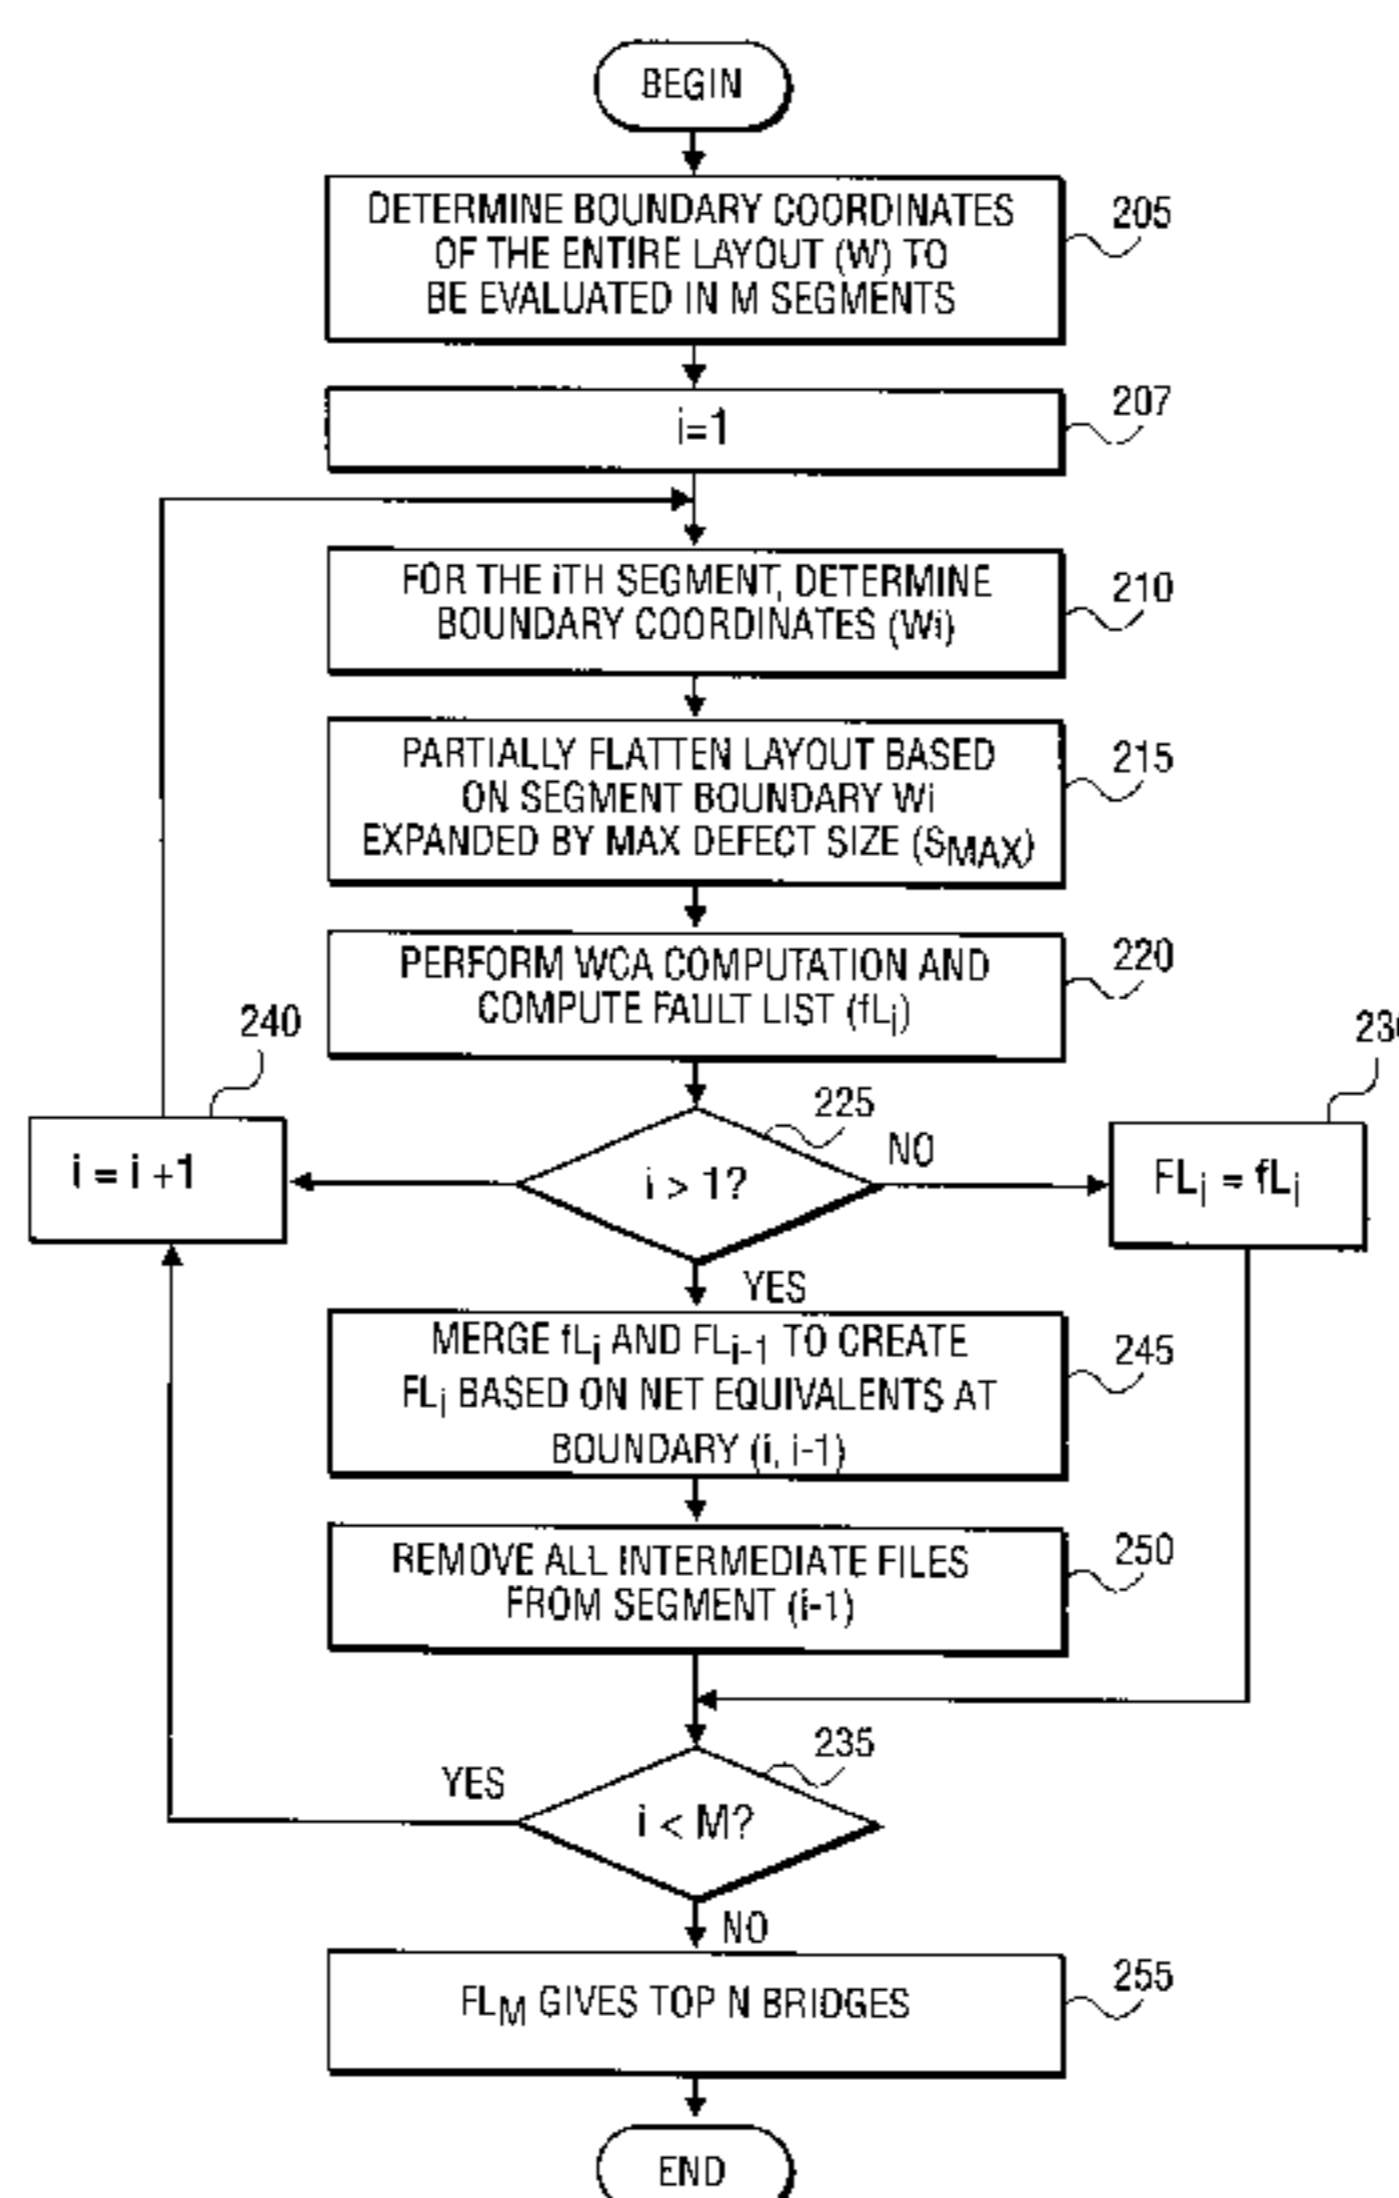 BEGIN
DETERMINE BOUNDARY COORDINATES
OF THE ENTIRE LAYOUT (W) TO
BE EVALUATED IN M SEGMENTS
205
i=1
207
FOR THE iTH SEGMENT, DETERMINE
BOUNDARY COORDINATES (Wi)
210
PARTIALLY FLATTEN LAYOUT BASED
ON SEGMENT BOUNDARY Wi
EXPANDED BY MAX DEFECT SIZE (SMAX)
215
PERFORM WCA COMPUTATION AND
COMPUTE FAULT LIST (fLi)
220
240
i = i +1
225
i > 1?
NO
FLi = fLi
YES
MERGE fLi AND FLi-1 TO CREATE
FLi BASED ON NET EQUIVALENTS AT
BOUNDARY (i, i-1)
245
REMOVE ALL INTERMEDIATE FILES
FROM SEGMENT (i-1)
250
235
YES
i < M?
NO
FLM GIVES TOP N BRIDGES
255
END